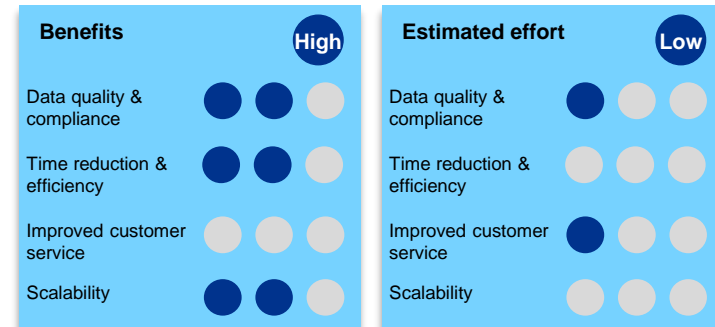 Benefits
High
Data quality &
compliance
Time reduction &
efficiency
Improved customer
service
Scalability
Estimated effort
Low
Data quality &
compliance
Time reduction &
efficiency
Improved customer
service
Scalability